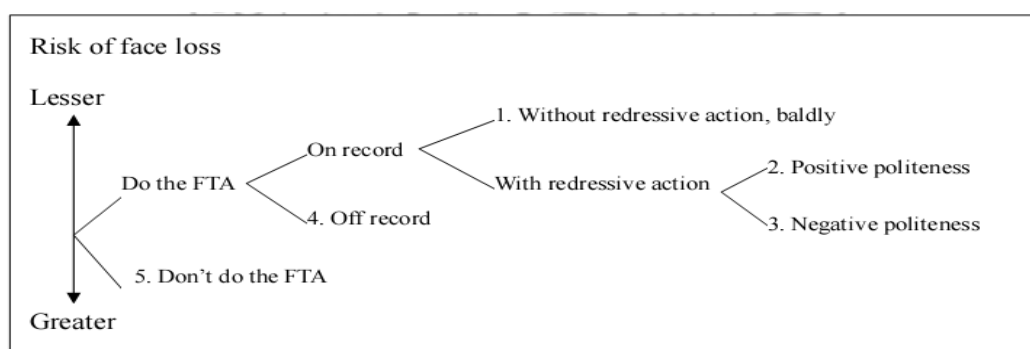 Risk of face loss
Lesser
1. Without redressive action, baldly
On record
2. Positive politeness
Do the FTA
With redressive action
4. Off record
3. Negative politeness
5. Don't do the FTA
Greater